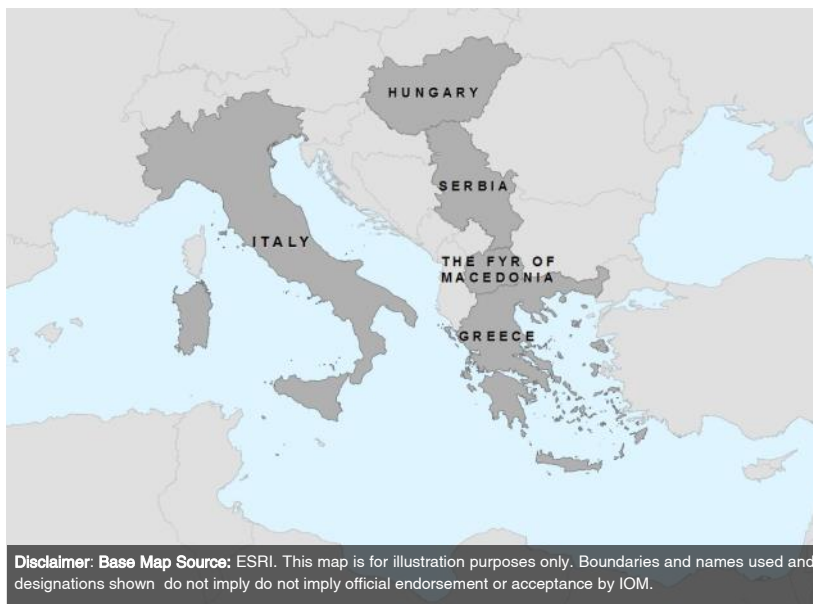 HUNGARY
SERBIA
ITALY
THE FYR OF
MACEDONIA
GREECE
Disclaimer: Base Map Source: ESRI. This map is for illustration purposes only. Boundaries and names used and
designations shown do not imply do not imply official endorsement or acceptance by IOM.